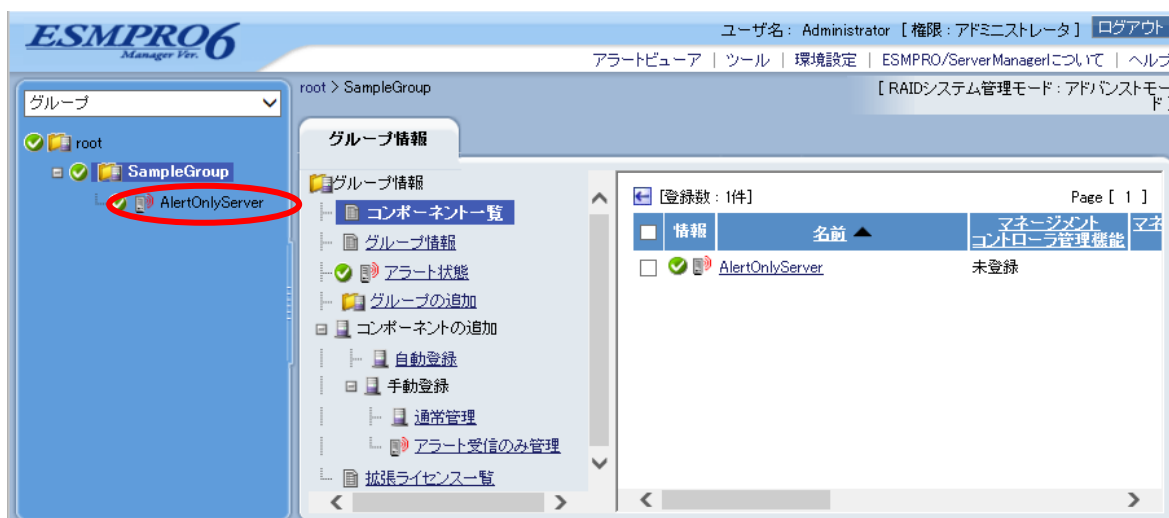 ESMPRO6
Manager Ver.
ユーザ名: Administrator [ 権限:アドミニストレータ ] ログアウト
アラートビューア | ツール | 環境設定 | ESMPRO/ServerManagerについて | ヘルプ
グループ
root
SampleGroup
AlertOnlyServer
root > SampleGroup
[ RAIDシステム管理モード:アドバンストモー
ド ]
グループ情報
グループ情報
コンポーネント一覧
グループ情報
アラート状態
グループの追加
コンポーネントの追加
自動登録
手動登録
通常管理
アラート受信のみ管理
拡張ライセンス一覧
[登録数:1件] Page [ 1 ]
情報 名前 ▲ マネージメント
コントローラ管理機能 マネ
AlertOnlyServer 未登録